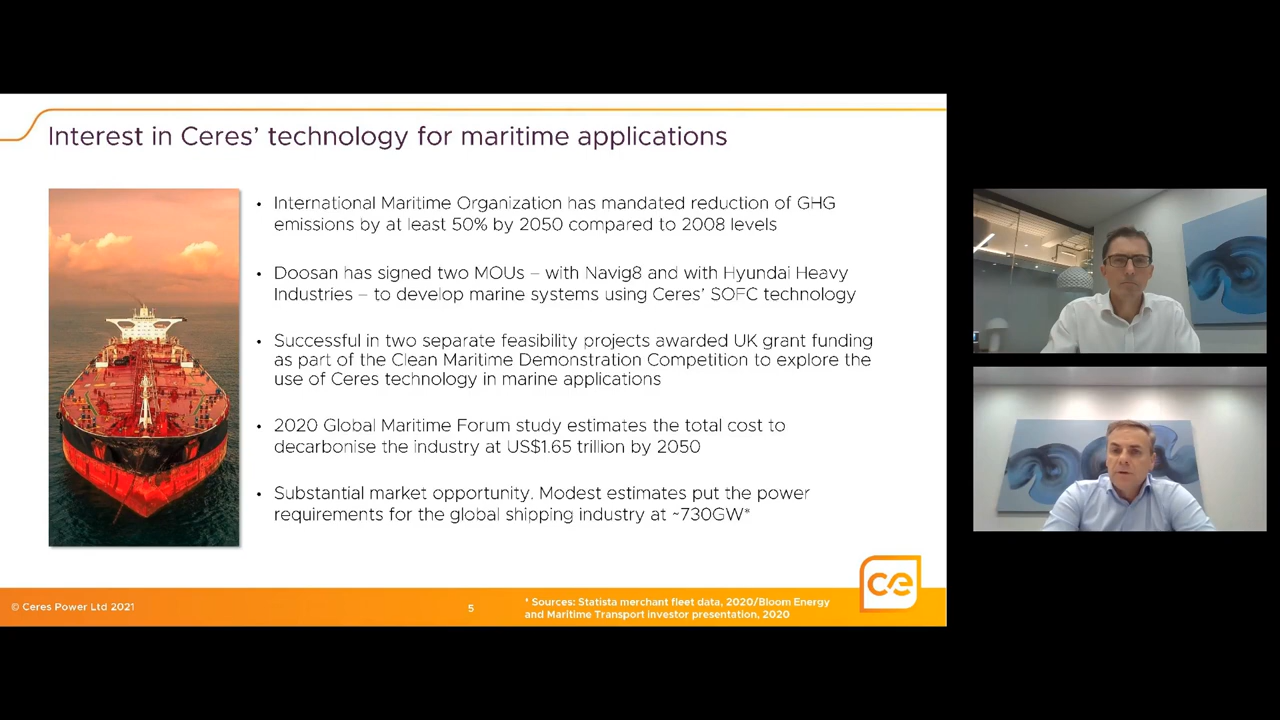 Interest in Ceres’ technology for maritime applications
• International Maritime Organization has mandated reduction of GHG
emissions by at least 50% by 2050 compared to 2008 levels
• Doosan has signed two MOUs – with Navig8 and with Hyundai Heavy
Industries – to develop marine systems using Ceres’ SOFC technology
• Successful in two separate feasibility projects awarded UK grant funding
as part of the Clean Maritime Demonstration Competition to explore the
use of Ceres technology in marine applications
• 2020 Global Maritime Forum study estimates the total cost to
decarbonise the industry at US$1.65 trillion by 2050
• Substantial market opportunity. Modest estimates put the power
requirements for the global shipping industry at ~730GW*
ce
© Ceres Power Ltd 2021
5
* Sources: Statista merchant fleet data, 2020/Bloom Energy
and Maritime Transport investor presentation, 2020